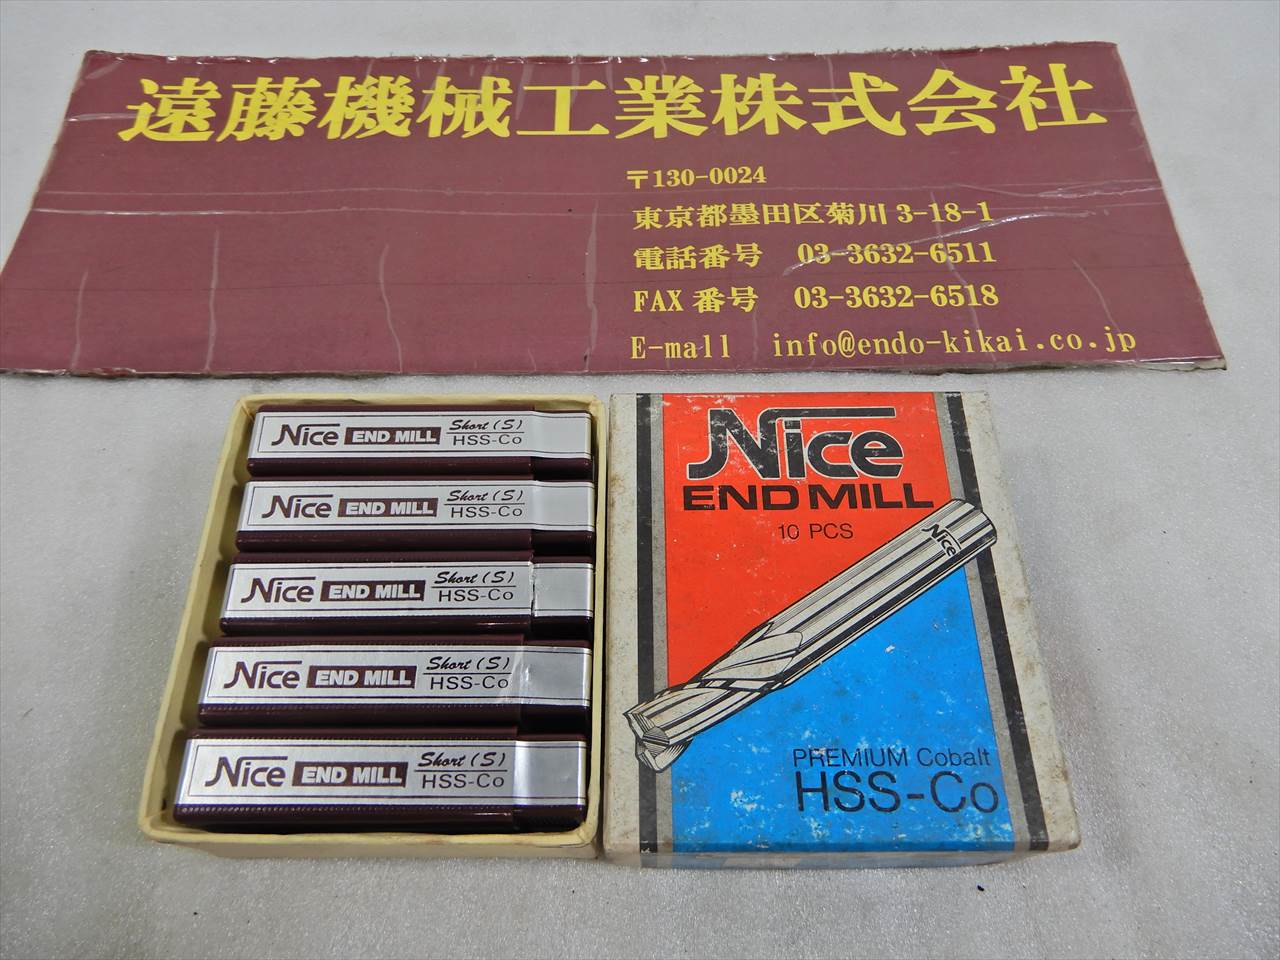 遠藤機械工業株式会社
〒130-0024
東京都墨田区菊川 3-18-1
電話番号 03-3632-6511
FAX 番号 03-3632-6518
E-mall info@endo-kikai.co.jp
Nice END MILL Short (S) HSS-Co
Nice END MILL Short (S) HSS-Co
Nice END MILL Short (S) HSS-Co
Nice END MILL Short (S) HSS-Co
Nice END MILL Short (S) HSS-Co
Nice
END MILL
10 PCS
Nice
PREMIUM Cobalt
HSS-Co